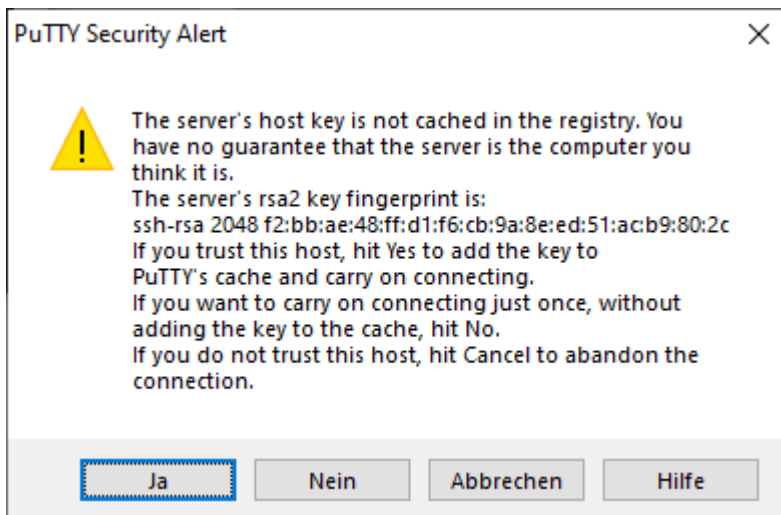 PuTTY Security Alert
The server's host key is not cached in the registry. You
have no guarantee that the server is the computer you
think it is.
The server's rsa2 key fingerprint is:
ssh-rsa 2048 f2:bb:ae:48:ff:d1:f6:cb:9a:8e:ed:51:ac:b9:80:2c
If you trust this host, hit Yes to add the key to
PuTTY's cache and carry on connecting.
If you want to carry on connecting just once, without
adding the key to the cache, hit No.
If you do not trust this host, hit Cancel to abandon the
connection.
Ja Nein Abbrechen Hilfe